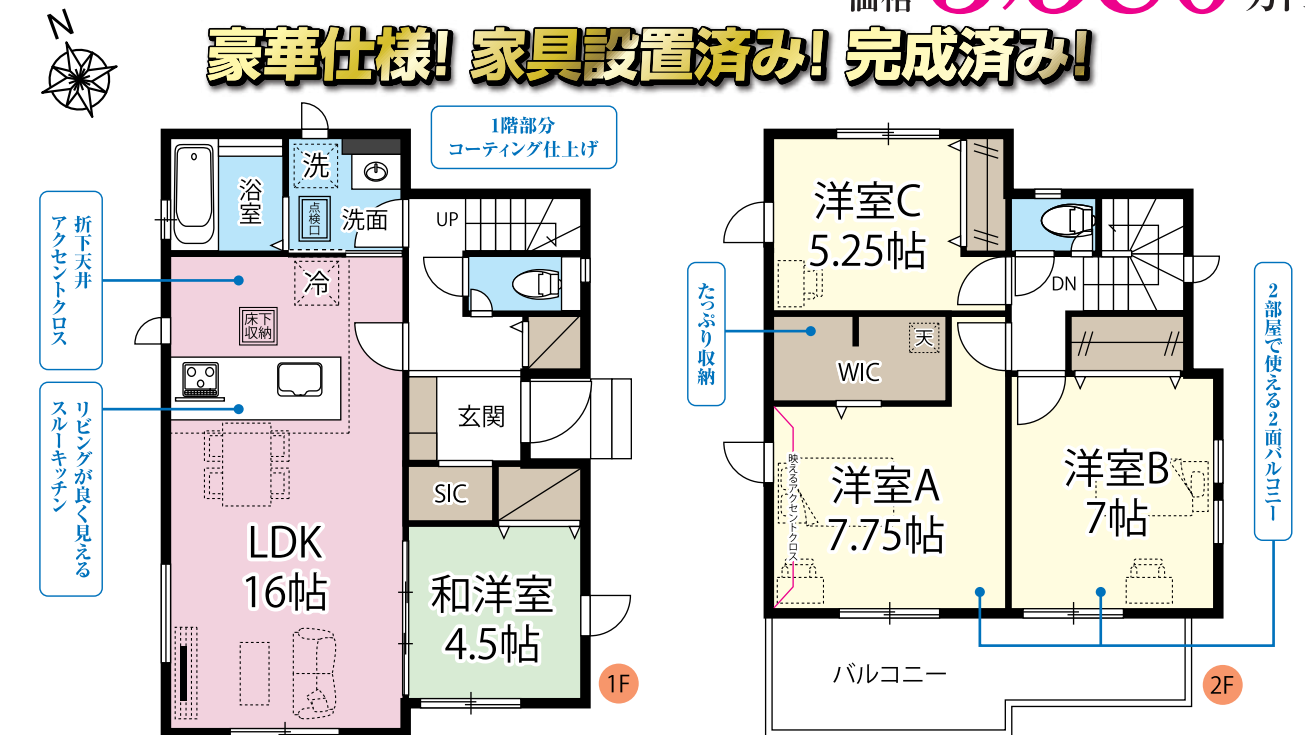 価格
N
豪華仕様! 家具設置済み! 完成済み!
1階部分
コーティング仕上げ
折下天井
アクセントクロス
リビングが良く見える
スルーキッチン
浴室
洗
点検口
洗面
UP
冷
床下
収納
玄関
SIC
LDK
16帖
和洋室
4.5帖
1F
たっぷり収納
洋室C
5.25帖
DN
WIC
天
映えるアクセントクロス
洋室A
7.75帖
洋室B
7帖
2部屋で使える2面バルコニー
バルコニー
2F